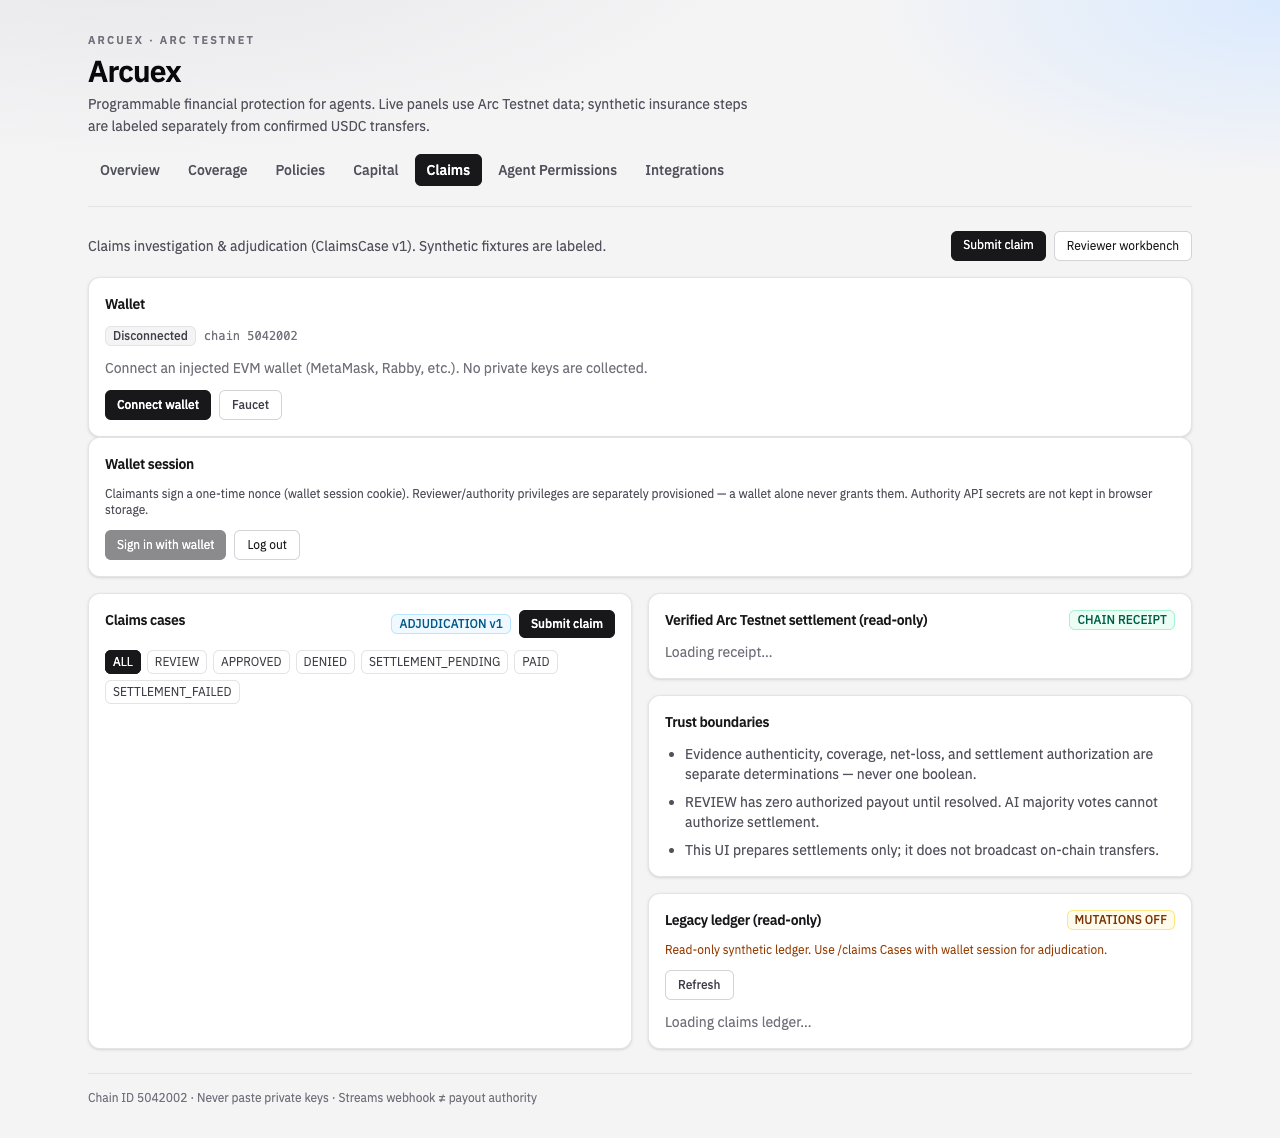 ARCUEX · ARC TESTNET
Arcuex
Programmable financial protection for agents. Live panels use Arc Testnet data; synthetic insurance steps
are labeled separately from confirmed USDC transfers.
Overview Coverage Policies Capital Claims Agent Permissions Integrations
Claims investigation & adjudication (ClaimsCase v1). Synthetic fixtures are labeled.
Submit claim Reviewer workbench
Wallet
Disconnected chain 5042002
Connect an injected EVM wallet (MetaMask, Rabby, etc.). No private keys are collected.
Connect wallet Faucet
Wallet session
Claimants sign a one-time nonce (wallet session cookie). Reviewer/authority privileges are separately provisioned — a wallet alone never grants them. Authority API secrets are not kept in browser
storage.
Sign in with wallet Log out
Claims cases ADJUDICATION v1 Submit claim
ALL REVIEW APPROVED DENIED SETTLEMENT_PENDING PAID
SETTLEMENT_FAILED
Verified Arc Testnet settlement (read-only) CHAIN RECEIPT
Loading receipt…
Trust boundaries
• Evidence authenticity, coverage, net-loss, and settlement authorization are
separate determinations — never one boolean.
• REVIEW has zero authorized payout until resolved. AI majority votes cannot
authorize settlement.
• This UI prepares settlements only; it does not broadcast on-chain transfers.
Legacy ledger (read-only) MUTATIONS OFF
Read-only synthetic ledger. Use /claims Cases with wallet session for adjudication.
Refresh
Loading claims ledger…
Chain ID 5042002 · Never paste private keys · Streams webhook ≠ payout authority